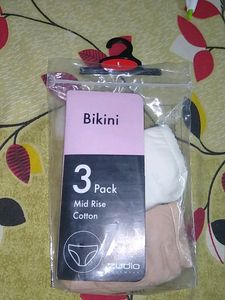 L
Bikini
3 Pack
Mid Rise
Cotton
zudio